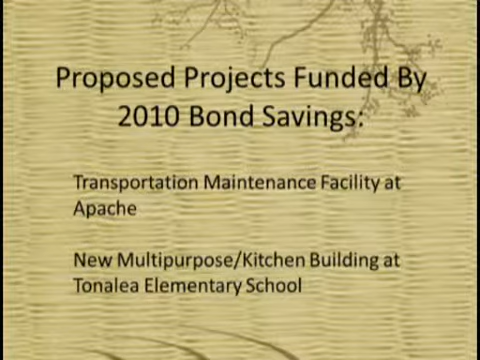 Proposed Projects Funded By
2010 Bond Savings:
Transportation Maintenance Facility at
Apache
New Multipurpose/Kitchen Building at
Tonalea Elementary School